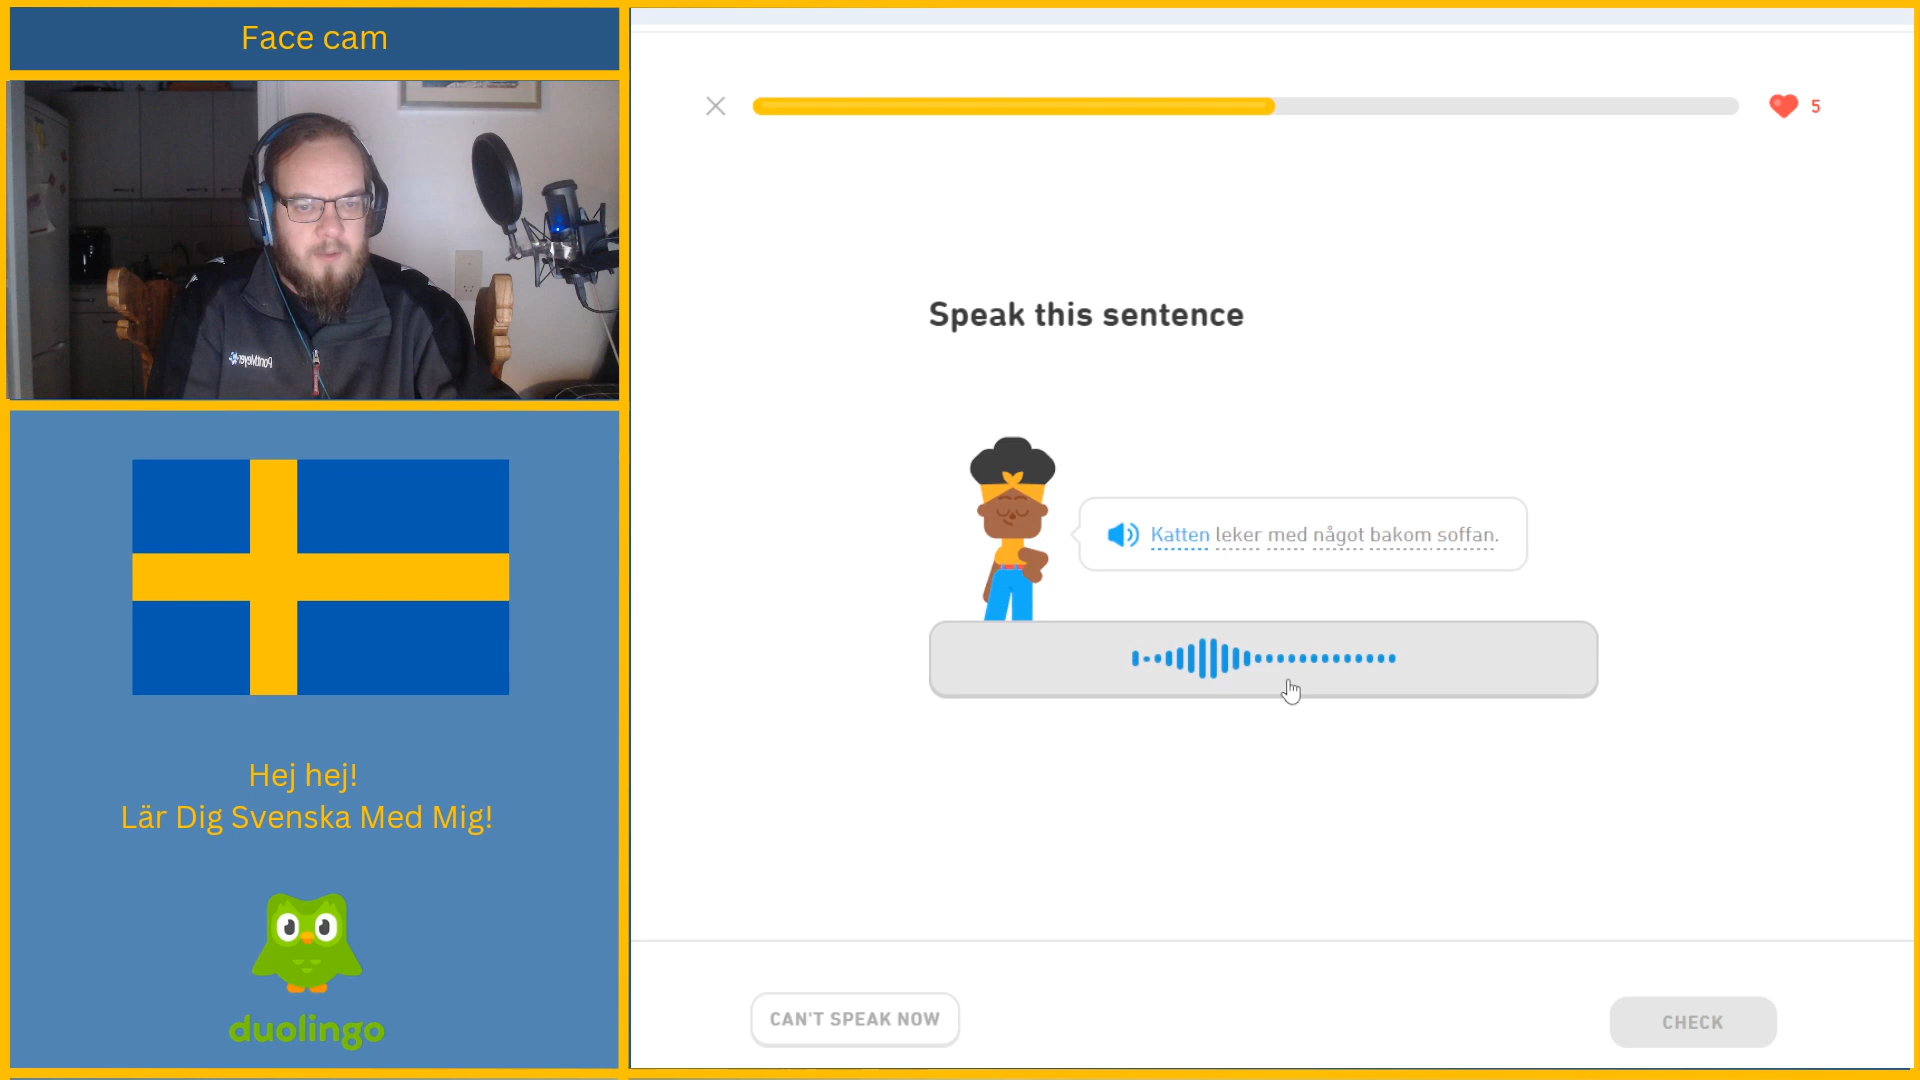 Face cam
5
Speak this sentence
Katten leker med något bakom soffan.
Hej hej!
Lär Dig Svenska Med Mig!
duolingo
CAN'T SPEAK NOW
CHECK